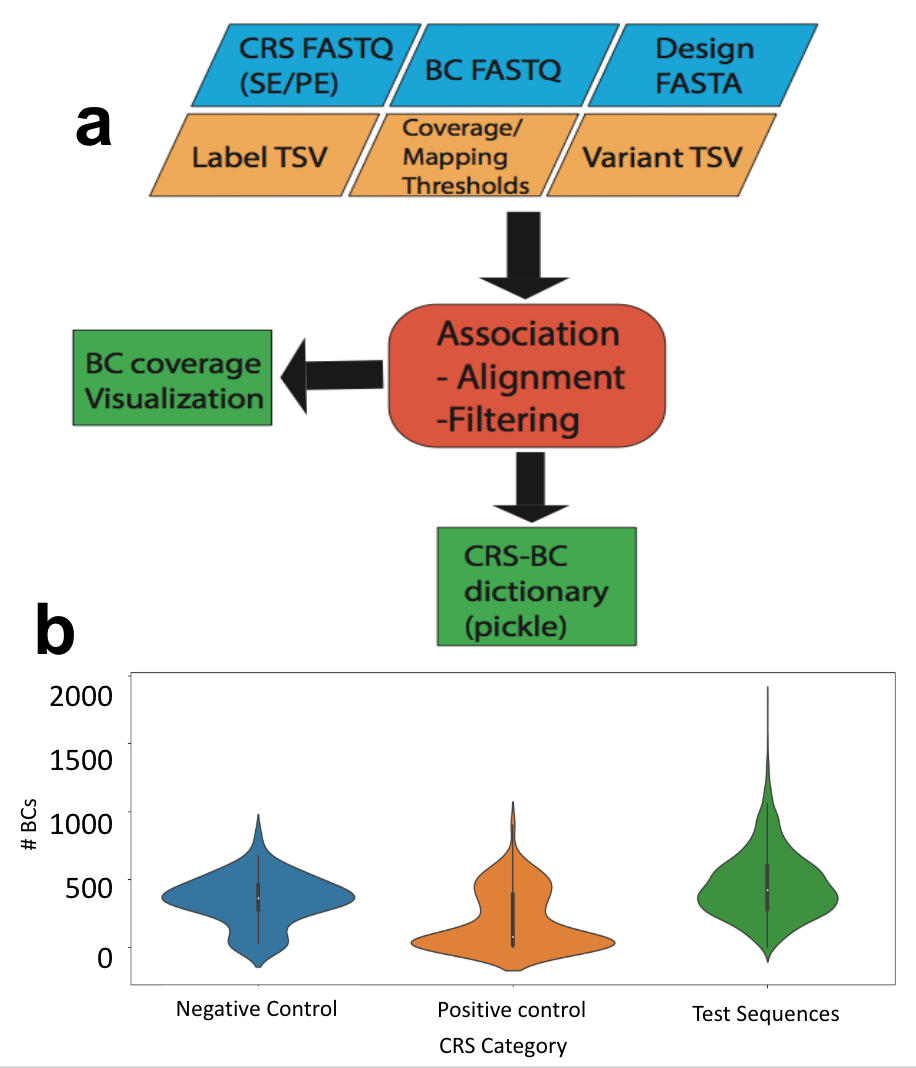 a
CRS FASTQ
(SE/PE)
BC FASTQ
Design
FASTA
Label TSV
Coverage/
Mapping
Thresholds
Variant TSV
Association
- Alignment
-Filtering
BC coverage
Visualization
CRS-BC
dictionary
(pickle)
b
2000
1500
1000
500
0
# BCs
Negative Control
Positive control
Test Sequences
CRS Category